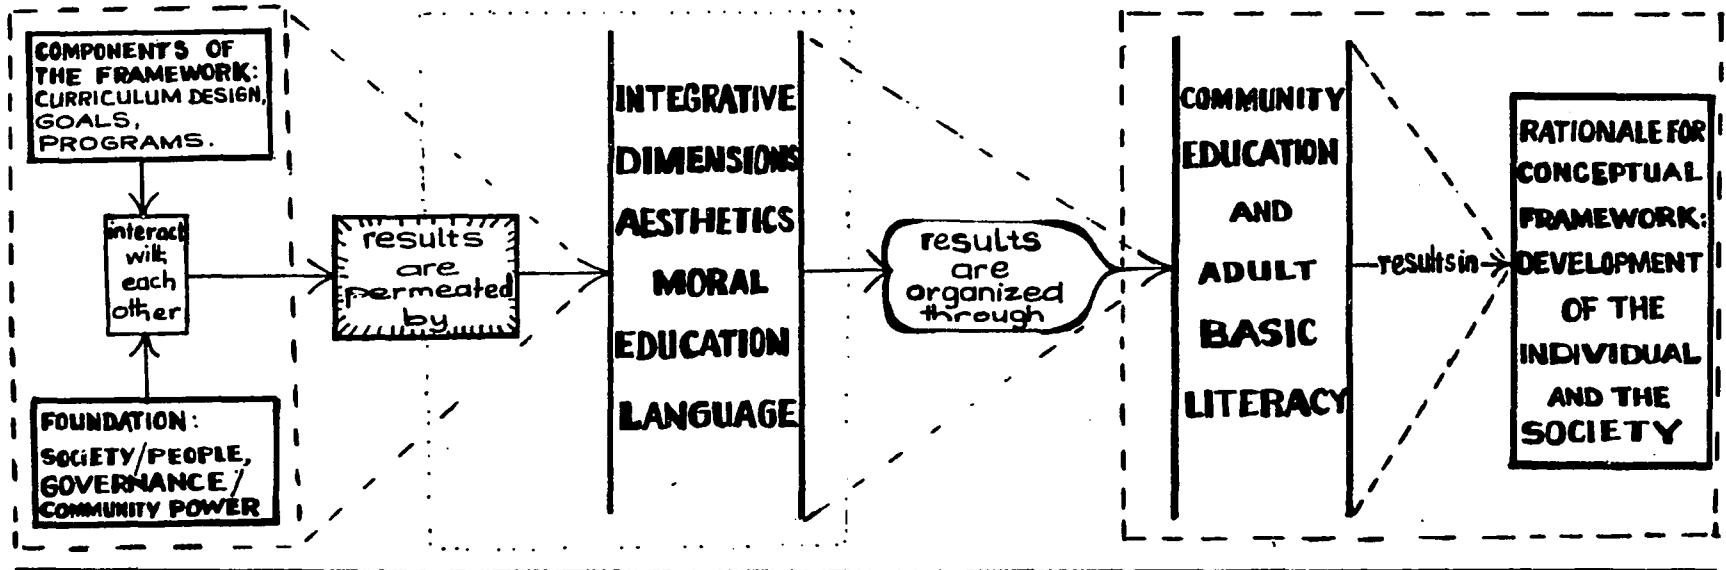 COMPONENTS OF
THE FRAMEWORK:
CURRICULUM DESIGN,
GOALS,
PROGRAMS.
interact
with
each
other
FOUNDATION:
SOCIETY/PEOPLE,
GOVERNANCE/
COMMUNITY POWER
results
are
permeated
by
INTEGRATIVE
DIMENSIONS
AESTHETICS
MORAL
EDUCATION
LANGUAGE
results
are
organized
through
COMMUNITY
EDUCATION
AND
ADULT
BASIC
LITERACY
results in
RATIONALE FOR
CONCEPTUAL
FRAMEWORK:
DEVELOPMENT
OF THE
INDIVIDUAL
AND THE
SOCIETY